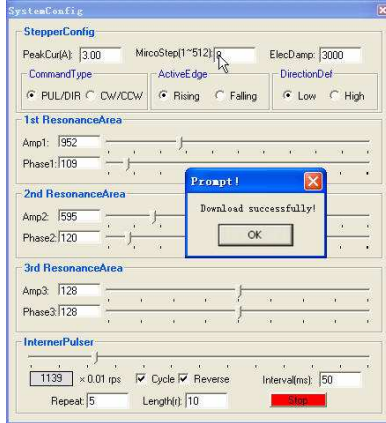 SystemConfig
StepperConfig
PeakCur(A): 3.00 MircoStep(1~512): 8 ElecDamp: 3000
CommandType ActiveEdge DirectionDef
PUL/DIR CW/CCW Rising Falling Low High
1st ResonanceArea
Amp1: 952
Phase1: 109
Prompt!
2nd ResonanceArea
Download successfully!
Amp2: 595
OK
Phase2: 120
3rd ResonanceArea
Amp3: 128
Phase3: 128
InternerPulser
1139 × 0.01 rps Cycle Reverse Interval(ms): 50
Repeat: 5 Length(r): 10 Stop